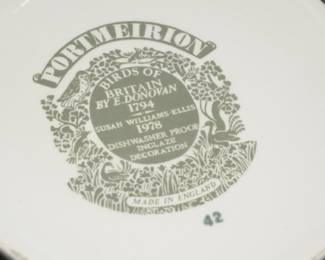 PORTMEIRION
BIRDS OF
BRITAIN
BY E. DONOVAN
1794
SUSAN WILLIAMS-ELLIS
1978
DISHWASHER PROOF
INGLAZE
DECORATION
MADE IN ENGLAND
42